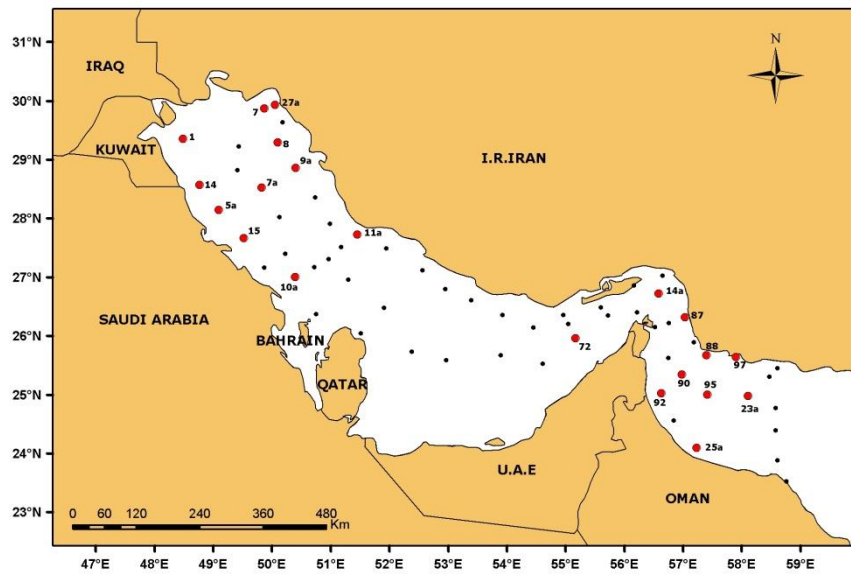 N
31°N
IRAQ
30°N
7
27a
29°N
KUWAIT
1
8
9a
I.R.IRAN
14
7a
28°N
5a
15
11a
27°N
10a
14a
26°N
SAUDI ARABIA
BAHRAIN
72
87
88
97
25°N
QATAR
90
95
92
23a
24°N
25a
U.A.E
23°N
OMAN
0 60 120 240 360 480
Km
47°E 48°E 49°E 50°E 51°E 52°E 53°E 54°E 55°E 56°E 57°E 58°E 59°E